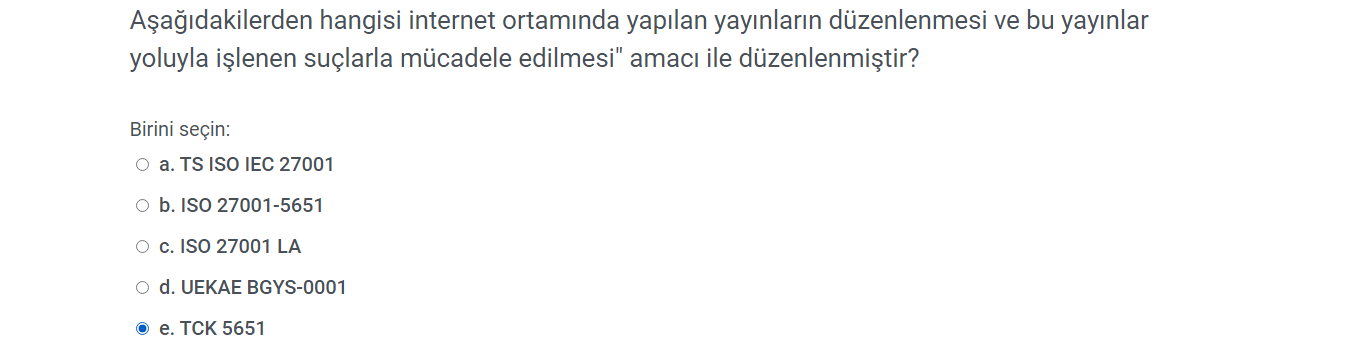 Aşağıdakilerden hangisi internet ortamında yapılan yayınların düzenlenmesi ve bu yayınlar
yoluyla işlenen suçlarla mücadele edilmesi" amacı ile düzenlenmiştir?
Birini seçin:
a. TS ISO IEC 27001
b. ISO 27001-5651
c. ISO 27001 LA
d. UEKAE BGYS-0001
e. TCK 5651